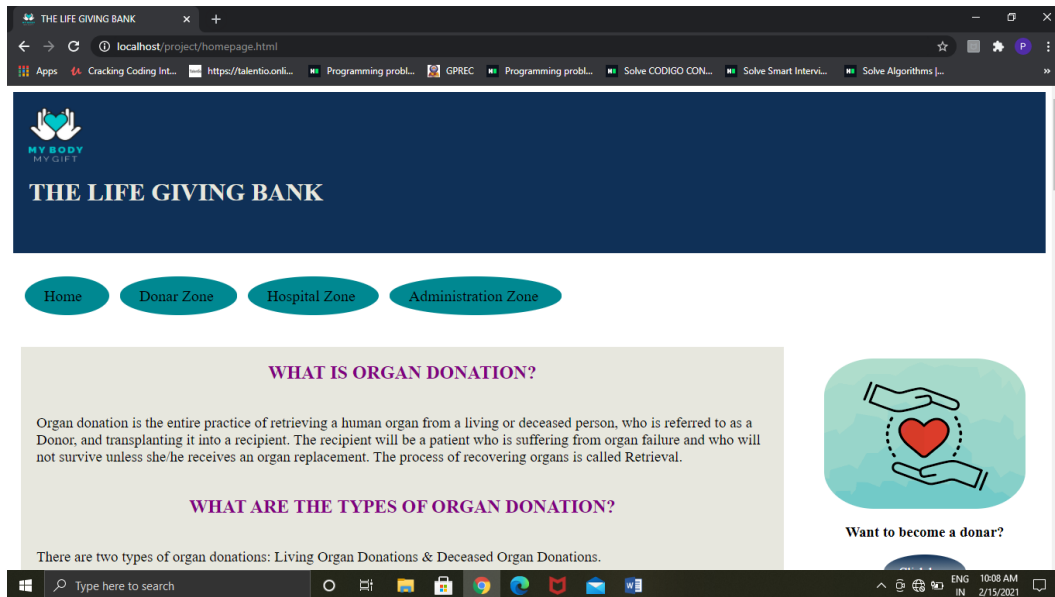 THE LIFE GIVING BANK
localhost/project/homepage.html
P
Apps Cracking Coding Int... https://talentio.onli... Programming probl... GPREC Programming probl... Solve CODIGO CON... Solve Smart Intervi... Solve Algorithms |... »
MY BODY
MY GIFT
THE LIFE GIVING BANK
Home Donar Zone Hospital Zone Administration Zone
WHAT IS ORGAN DONATION?
Organ donation is the entire practice of retrieving a human organ from a living or deceased person, who is referred to as a
Donor, and transplanting it into a recipient. The recipient will be a patient who is suffering from organ failure and who will
not survive unless she/he receives an organ replacement. The process of recovering organs is called Retrieval.
WHAT ARE THE TYPES OF ORGAN DONATION?
There are two types of organ donations: Living Organ Donations & Deceased Organ Donations.
Want to become a donar?
Type here to search
ENG
IN
10:08 AM
2/15/2021